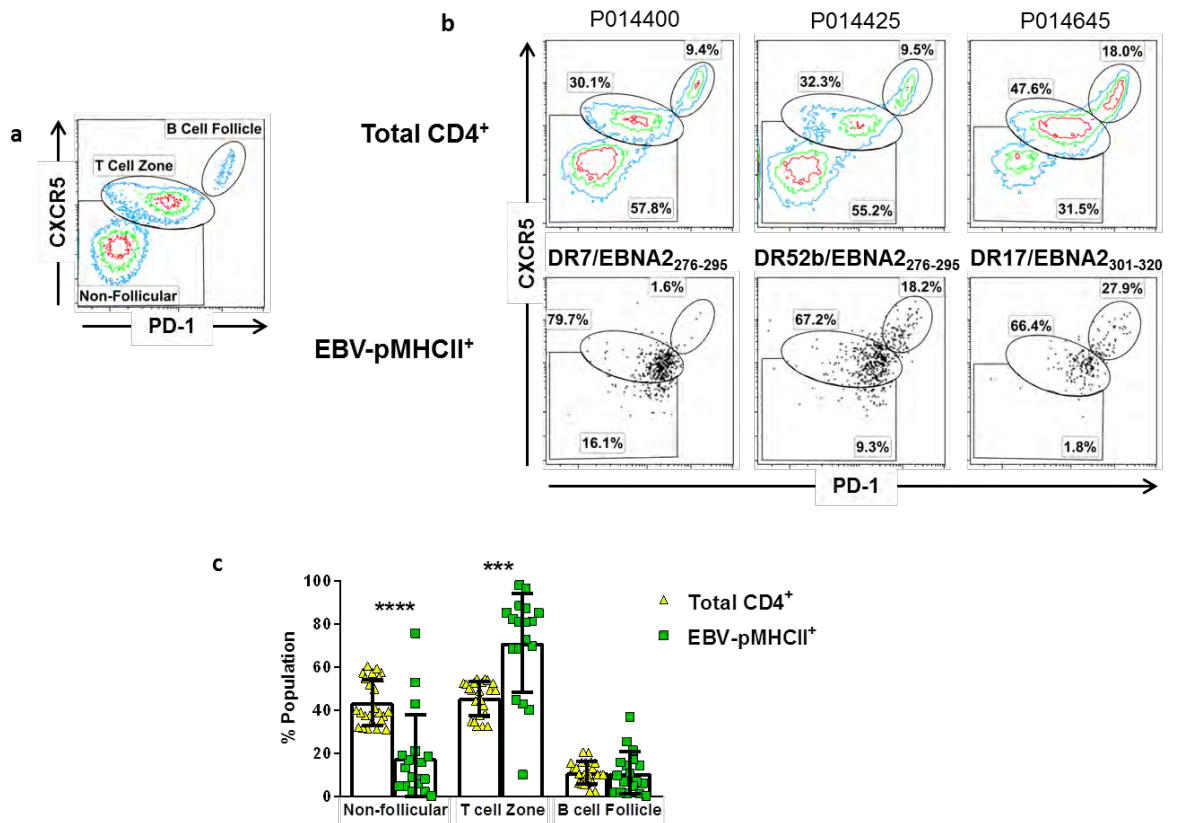 a
CXCR5
B Cell Follicle
T Cell Zone
Non-Follicular
PD-1
b
P014400 P014425 P014645
Total CD4+
CXCR5
9.4%
30.1%
57.8%
9.5%
32.3%
55.2%
18.0%
47.6%
31.5%
EBV-pMHCII+
DR7/EBNA2276-295 DR52b/EBNA2276-295 DR17/EBNA2301-320
1.6%
79.7%
16.1%
18.2%
67.2%
9.3%
27.9%
66.4%
1.8%
PD-1
c
% Population
100
80
60
40
20
0
****
***
Total CD4+
EBV-pMHCII+
Non-follicular T cell Zone B cell Follicle